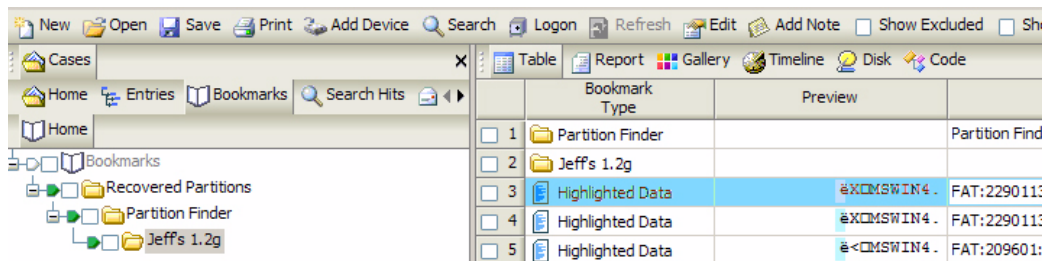 New Open Save Print Add Device Search Logon Refresh Edit Add Note Show Excluded
Cases
Table Report Gallery Timeline Disk Code
Home Entries Bookmarks Search Hits
Home
Bookmarks
Recovered Partitions
Partition Finder
Jeff's 1.2g
Bookmark Type Preview
1 Partition Finder Partition Find
2 Jeff's 1.2g
3 Highlighted Data ëX□MSWIN4. FAT:2290113
4 Highlighted Data ëX□MSWIN4. FAT:2290113
5 Highlighted Data ë<□MSWIN4. FAT:209601: